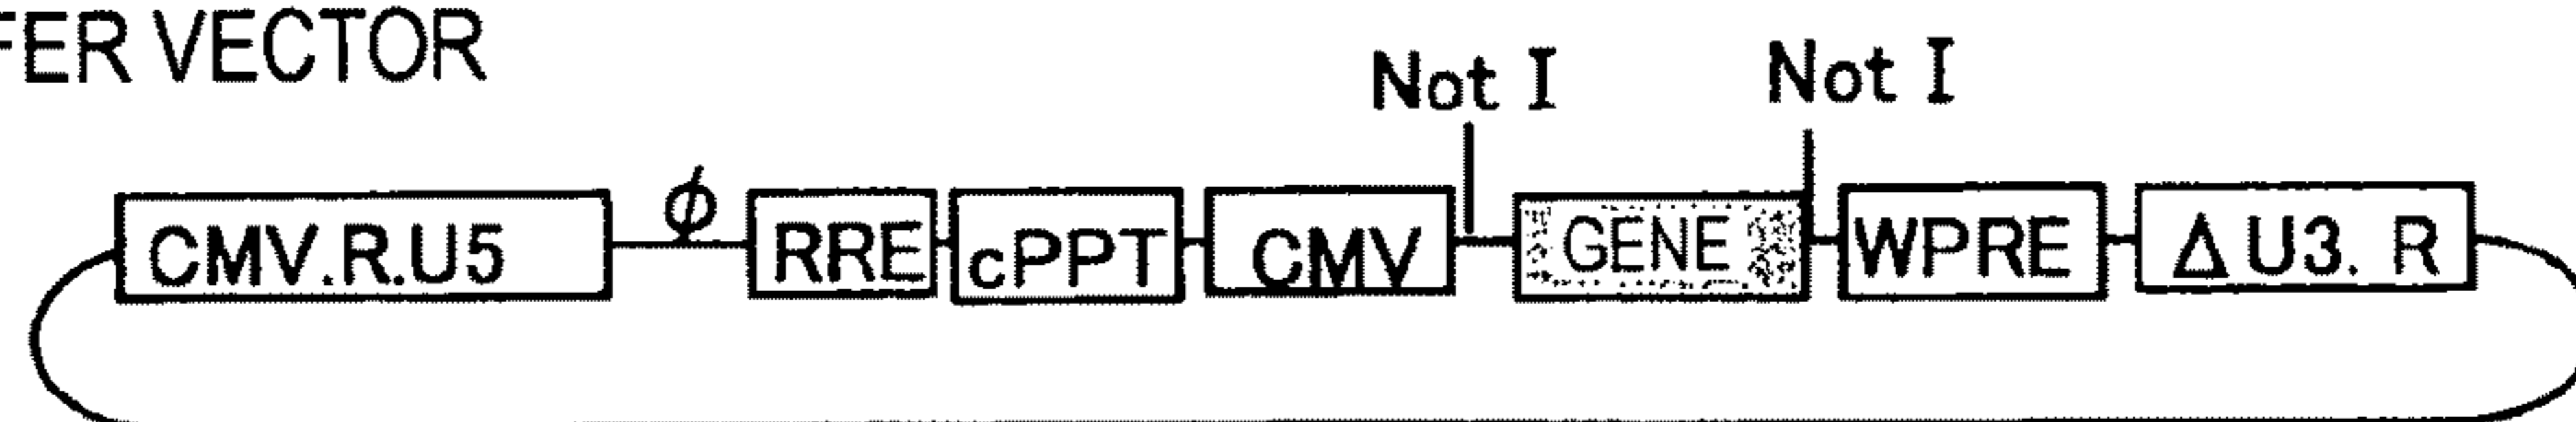 FER VECTOR
Not I Not I
CMV.R.U5 ϕ RRE cPPT CMV GENE WPRE ΔU3. R